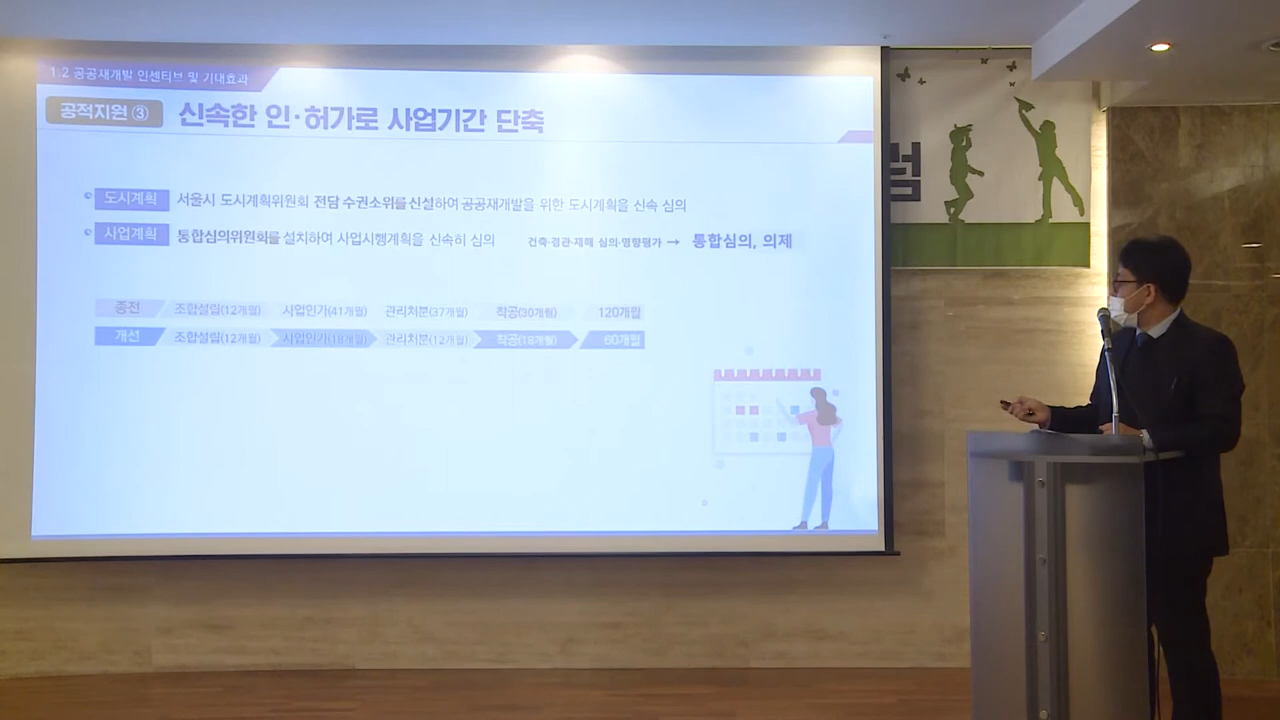 1.2 공공재개발 인센티브 및 기대효과
공적지원 ③ 신속한 인·허가로 사업기간 단축
도시계획 서울시 도시계획위원회 전담 수권소위를 신설하여 공공재개발을 위한 도시계획을 신속 심의
사업계획 통합심의위원회를 설치하여 사업시행계획을 신속히 심의 건축·경관·재해 심의·영향평가 → 통합심의, 의제
종전 조합설립(12개월) 사업인가(41개월) 관리처분(37개월) 착공(30개월) 120개월
개선 조합설립(12개월) 사업인가(18개월) 관리처분(12개월) 착공(18개월) 60개월
럼